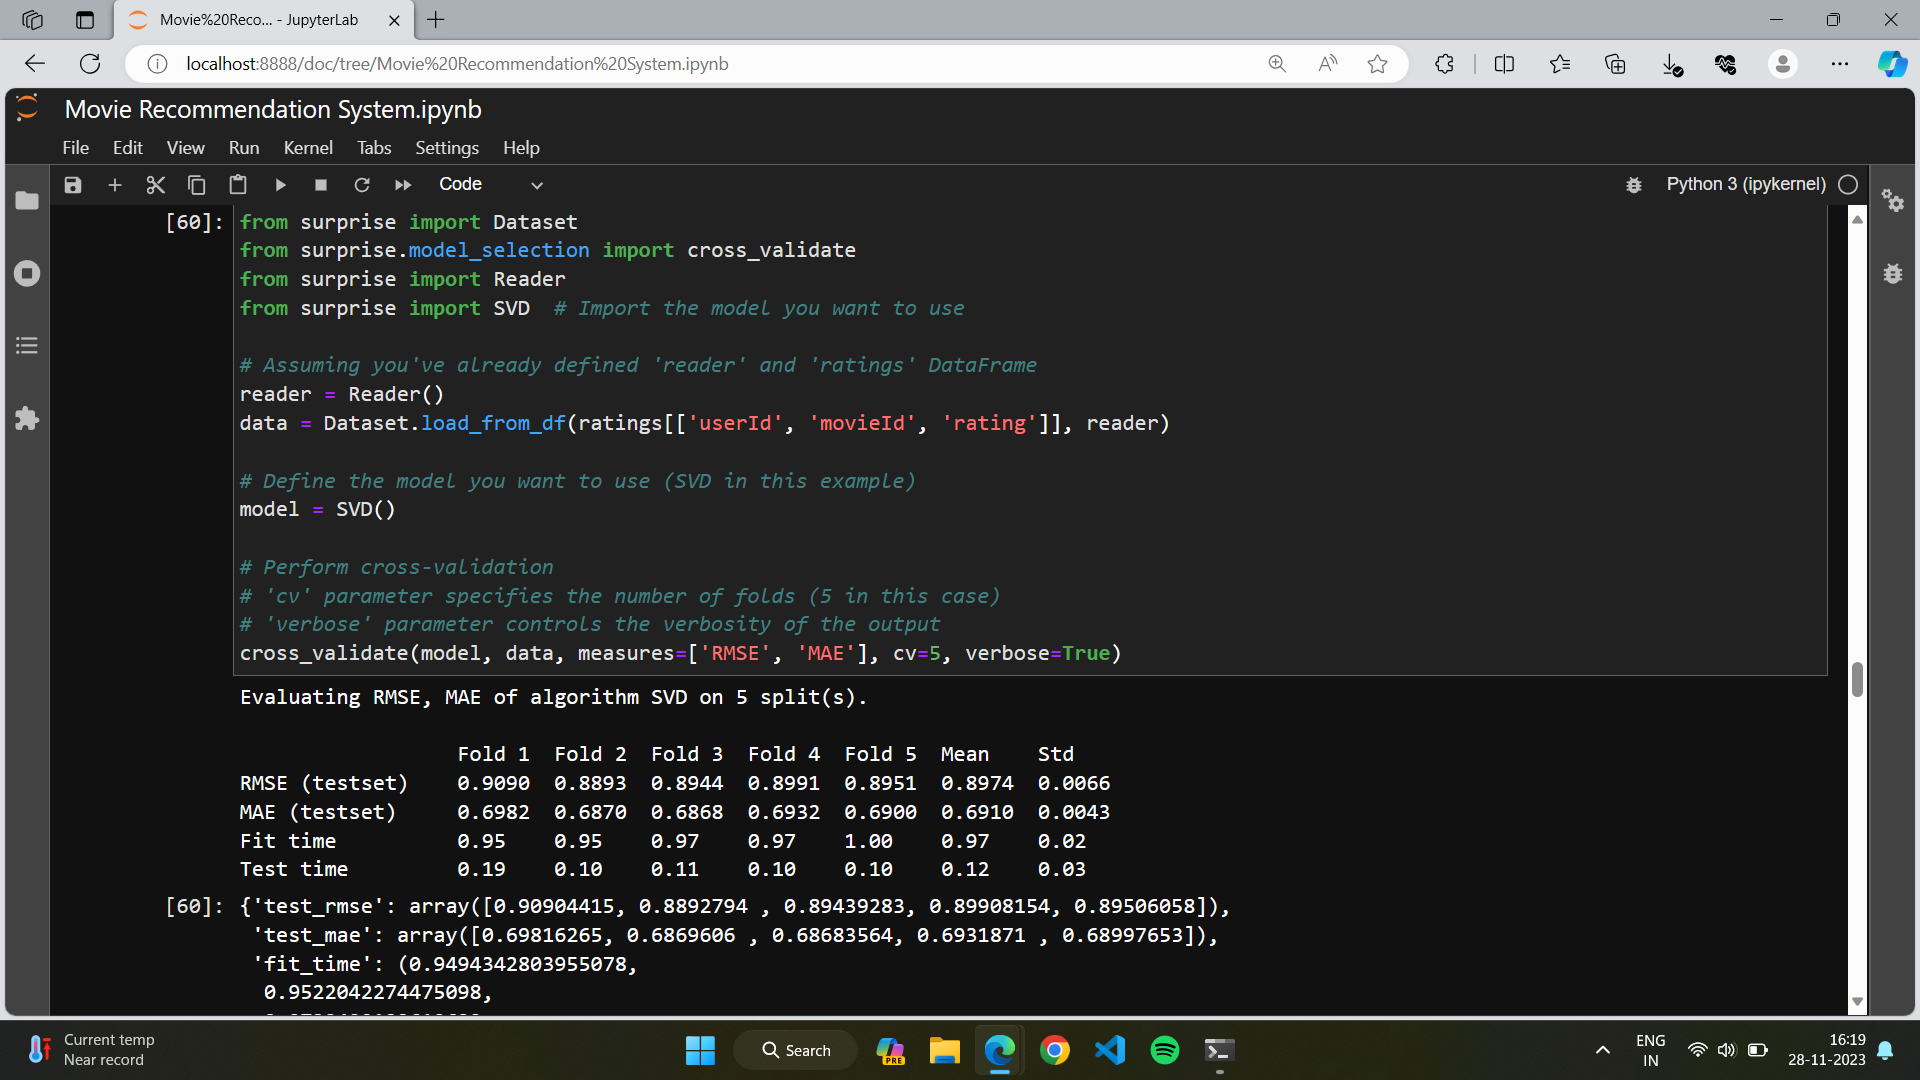 Movie%20Reco... - JupyterLab
localhost:8888/doc/tree/Movie%20Recommendation%20System.ipynb
Movie Recommendation System.ipynb
File Edit View Run Kernel Tabs Settings Help
Code
Python 3 (ipykernel)
[60]: from surprise import Dataset
from surprise.model_selection import cross_validate
from surprise import Reader
from surprise import SVD  # Import the model you want to use
# Assuming you've already defined 'reader' and 'ratings' DataFrame
reader = Reader()
data = Dataset.load_from_df(ratings[['userId', 'movieId', 'rating']], reader)
# Define the model you want to use (SVD in this example)
model = SVD()
# Perform cross-validation
# 'cv' parameter specifies the number of folds (5 in this case)
# 'verbose' parameter controls the verbosity of the output
cross_validate(model, data, measures=['RMSE', 'MAE'], cv=5, verbose=True)
Evaluating RMSE, MAE of algorithm SVD on 5 split(s).
Fold 1 Fold 2 Fold 3 Fold 4 Fold 5 Mean Std
RMSE (testset) 0.9090 0.8893 0.8944 0.8991 0.8951 0.8974 0.0066
MAE (testset) 0.6982 0.6870 0.6868 0.6932 0.6900 0.6910 0.0043
Fit time 0.95 0.95 0.97 0.97 1.00 0.97 0.02
Test time 0.19 0.10 0.11 0.10 0.10 0.12 0.03
[60]: {'test_rmse': array([0.90904415, 0.8892794 , 0.89439283, 0.89908154, 0.89506058]),
'test_mae': array([0.69816265, 0.6869606 , 0.68683564, 0.6931871 , 0.68997653]),
'fit_time': (0.9494342803955078,
0.9522042274475098,
Current temp
Near record
Search
PRE
ENG
IN
16:19
28-11-2023